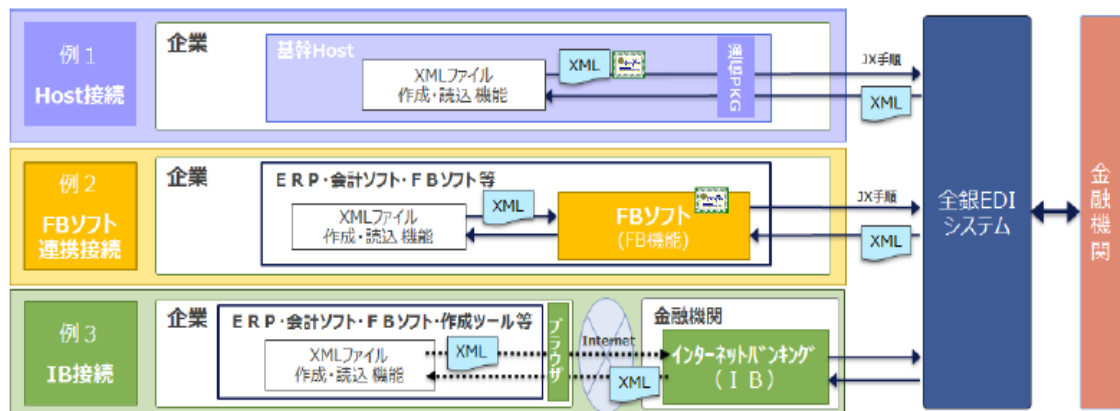 例１
Host接続
企業
基幹Host
XMLファイル
作成・読込 機能
XML
通信PKG
JX手順
XML
例２
FBソフト
連携接続
企業
ＥＲＰ・会計ソフト・ＦＢソフト等
XMLファイル
作成・読込 機能
XML
FBソフト
(FB機能)
JX手順
XML
例３
IB接続
企業
ＥＲＰ・会計ソフト・ＦＢソフト・作成ツール等
XMLファイル
作成・読込 機能
XML
ブラウザ
Internet
XML
金融機関
インターネットバンキング
（ＩＢ）
全銀EDI
システム
金融機関